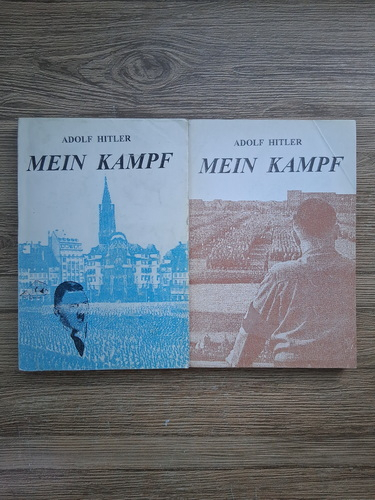 ADOLF HITLER
MEIN KAMPF
ADOLF HITLER
MEIN KAMPF